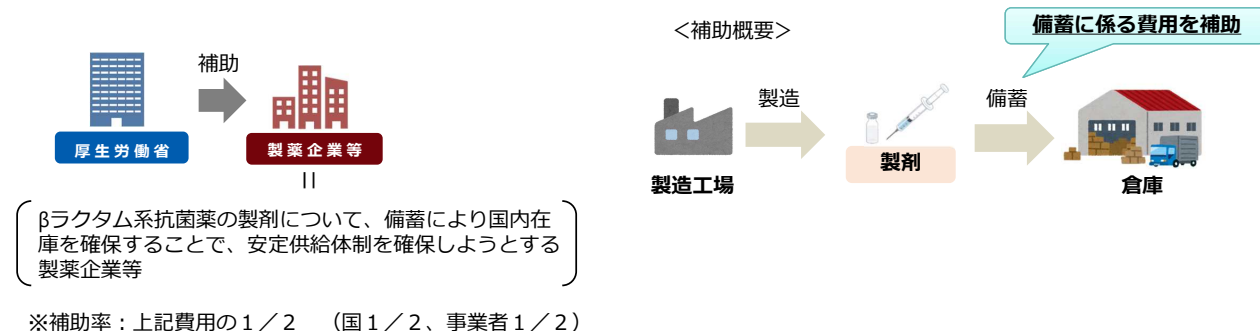 補助
厚生労働省
製薬企業等
||
βラクタム系抗菌薬の製剤について、備蓄により国内在
庫を確保することで、安定供給体制を確保しようとする
製薬企業等
※補助率：上記費用の１／２　（国１／２、事業者１／２）
＜補助概要＞
備蓄に係る費用を補助
製造
備蓄
製造工場
製剤
倉庫